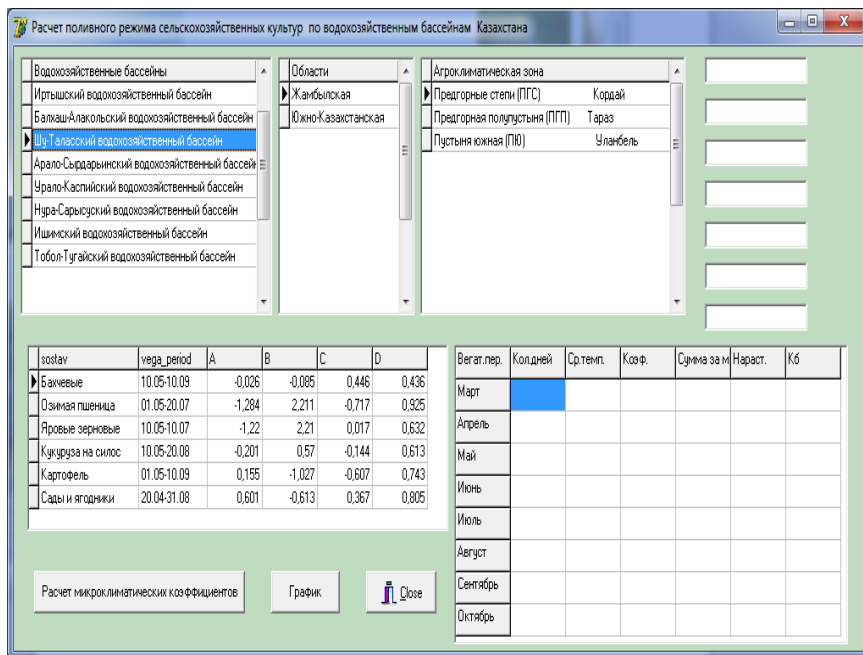 Расчет поливного режима сельскохозяйственных культур по водохозяйственным бассейнам Казахстана
Водохозяйственные бассейны
Иртышский водохозяйственный бассейн
Балхаш-Алакольский водохозяйственный бассейн
Шу-Таласский водохозяйственный бассейн
Арало-Сырдарьинский водохозяйственный бассейн
Урало-Каспийский водохозяйственный бассейн
Нура-Сарысуский водохозяйственный бассейн
Ишимский водохозяйственный бассейн
Тобол-Тугайский водохозяйственный бассейн
Области
Жамбылская
Южно-Казахстанская
Агроклиматическая зона
Предгорные степи (ПГС) Кордай
Предгорная полупустыня (ПГП) Тараз
Пустыня южная (ПЮ) Уланбель
sostav vega_period A B C D
Бахчевые 10.05-10.09 -0,026 -0,085 0,446 0,436
Озимая пшеница 01.05-20.07 -1,284 2,211 -0,717 0,925
Яровые зерновые 10.05-10.07 -1,22 2,21 0,017 0,632
Кукуруза на силос 10.05-20.08 -0,201 0,57 -0,144 0,613
Картофель 01.05-10.09 0,155 -1,027 -0,607 0,743
Сады и ягодники 20.04-31.08 0,601 -0,613 0,367 0,805
Вегат.пер. Кол.дней Ср.темп. Коэф. Сумма за м Нараст. Кб
Март
Апрель
Май
Июнь
Июль
Август
Сентябрь
Октябрь
Расчет микроклиматических коэффициентов
График
Close